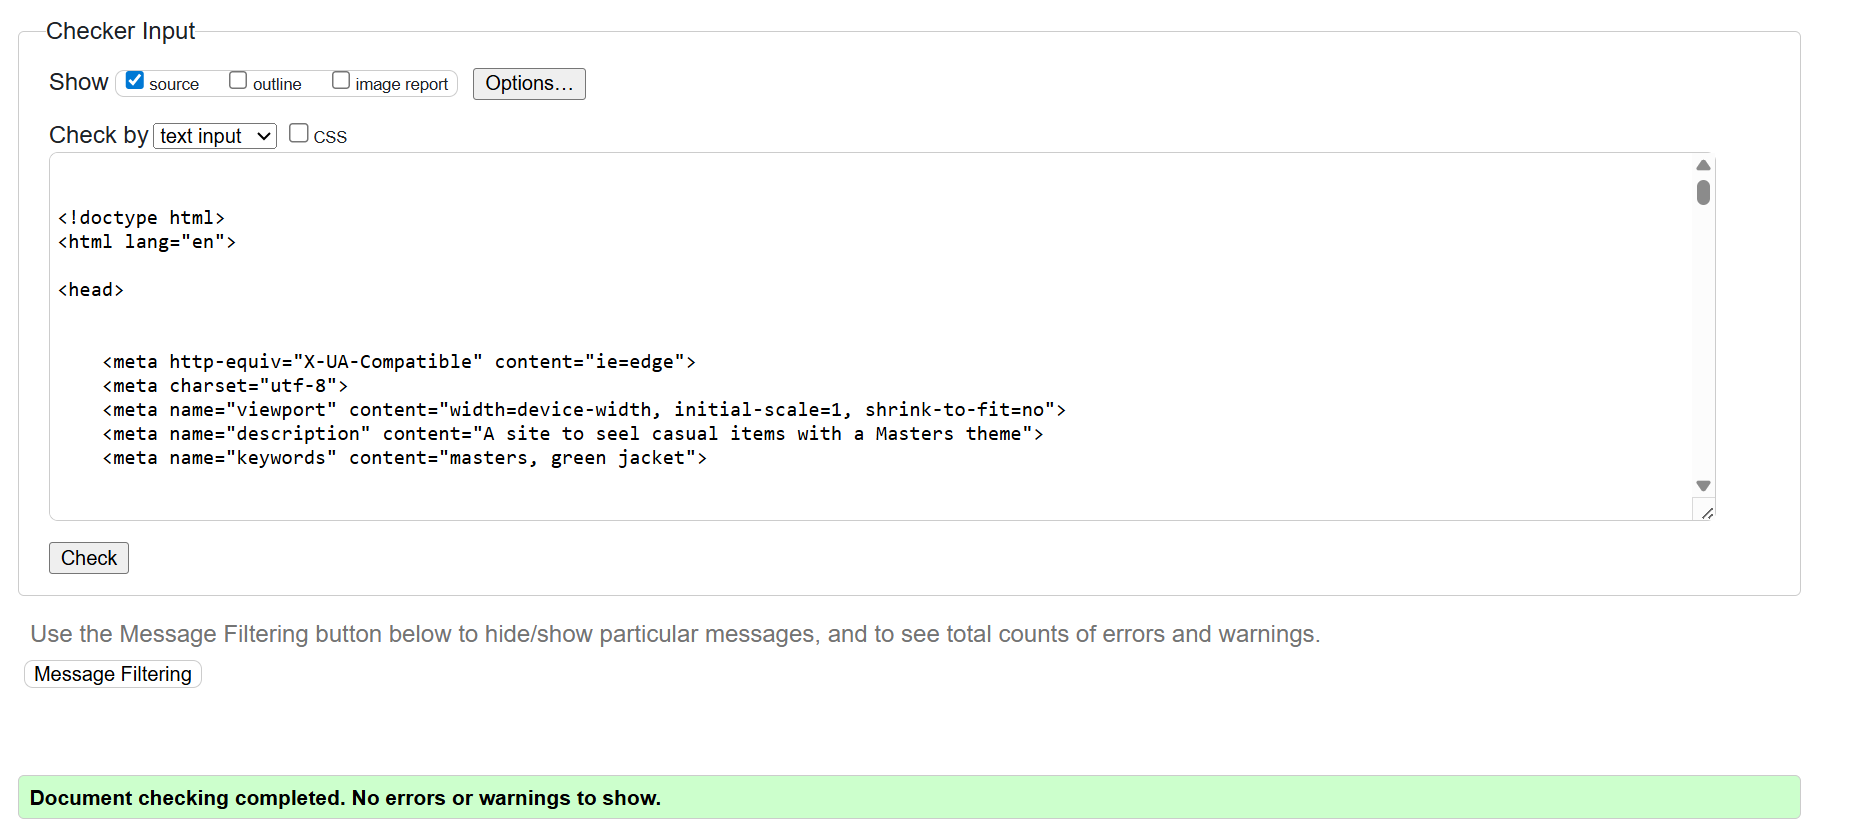 Checker Input
Show source outline image report Options...
Check by text input CSS
<!doctype html>
<html lang="en">
<head>
<meta http-equiv="X-UA-Compatible" content="ie=edge">
<meta charset="utf-8">
<meta name="viewport" content="width=device-width, initial-scale=1, shrink-to-fit=no">
<meta name="description" content="A site to seel casual items with a Masters theme">
<meta name="keywords" content="masters, green jacket">
Check
Use the Message Filtering button below to hide/show particular messages, and to see total counts of errors and warnings.
Message Filtering
Document checking completed. No errors or warnings to show.